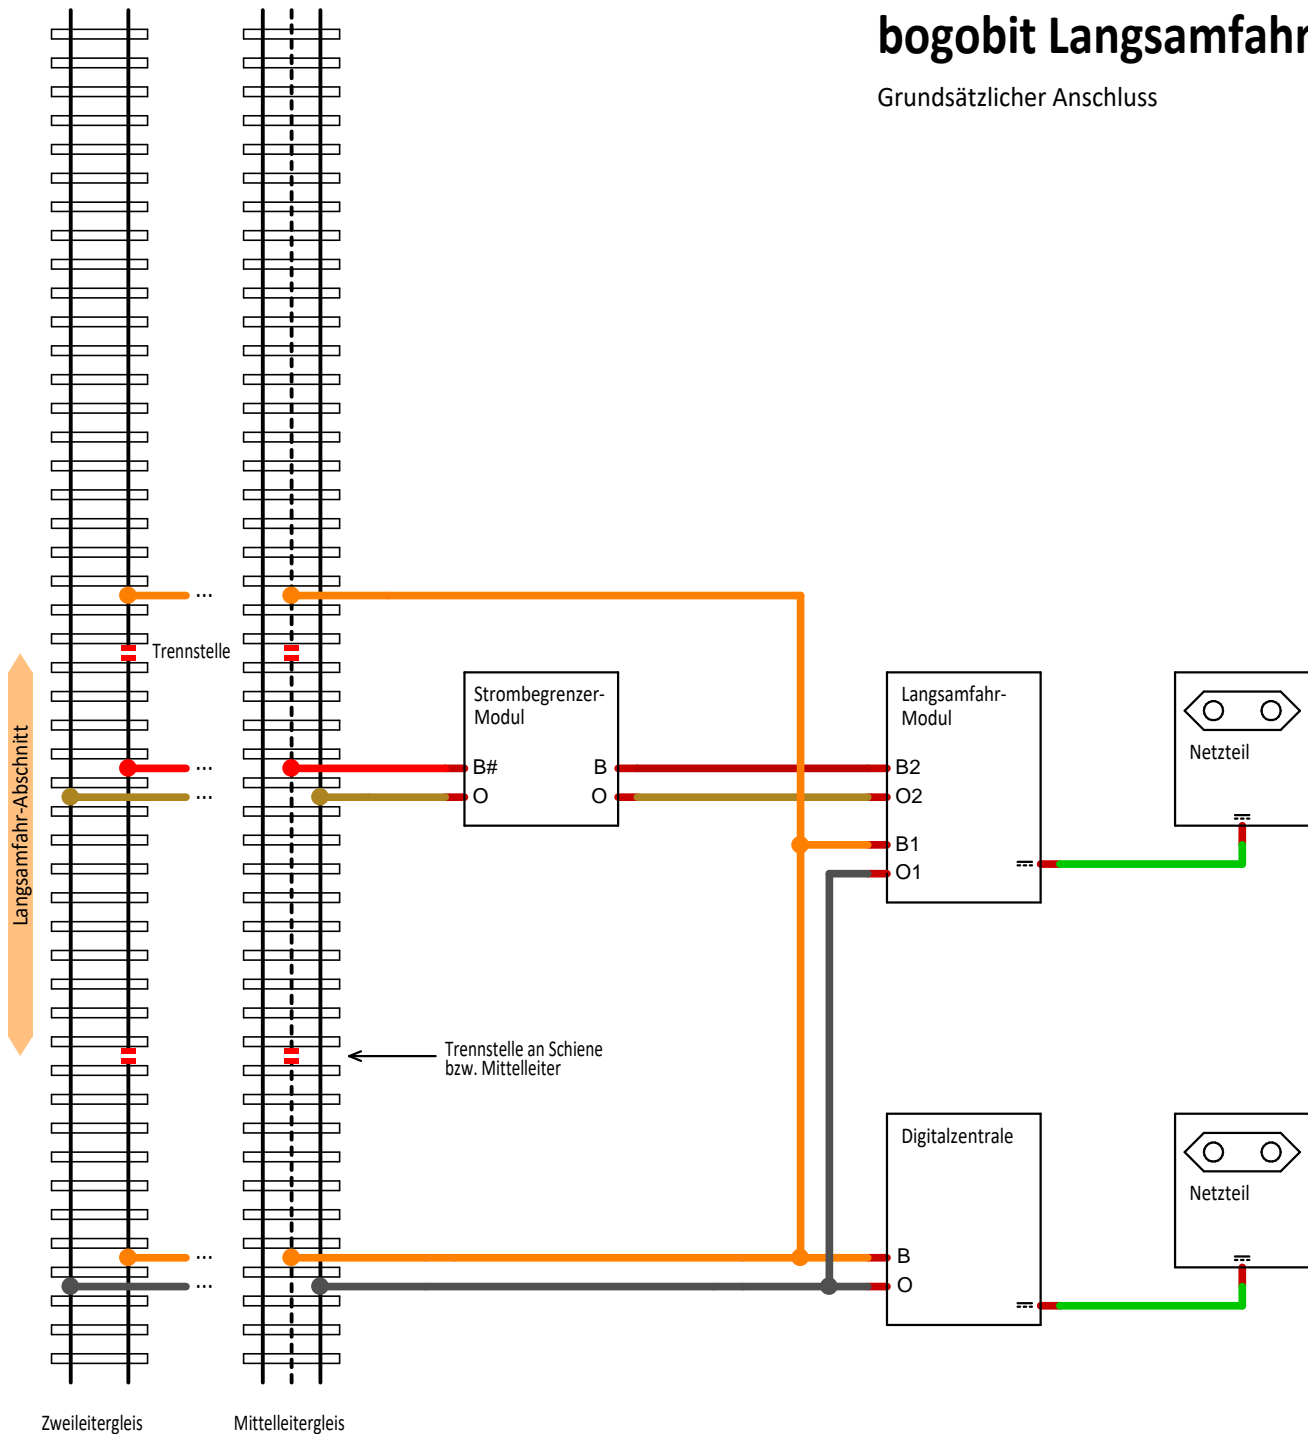 bogobit Langsamfahr
Grundsätzlicher Anschluss
...
Trennstelle
Langsamfahr-Abschnitt
Strombegrenzer-
Modul
B#
B
O
O
Langsamfahr-
Modul
B2
O2
B1
O1
Netzteil
...
...
Trennstelle an Schiene
bzw. Mittelleiter
Digitalzentrale
B
O
Netzteil
...
...
Zweileitergleis
Mittelleitergleis